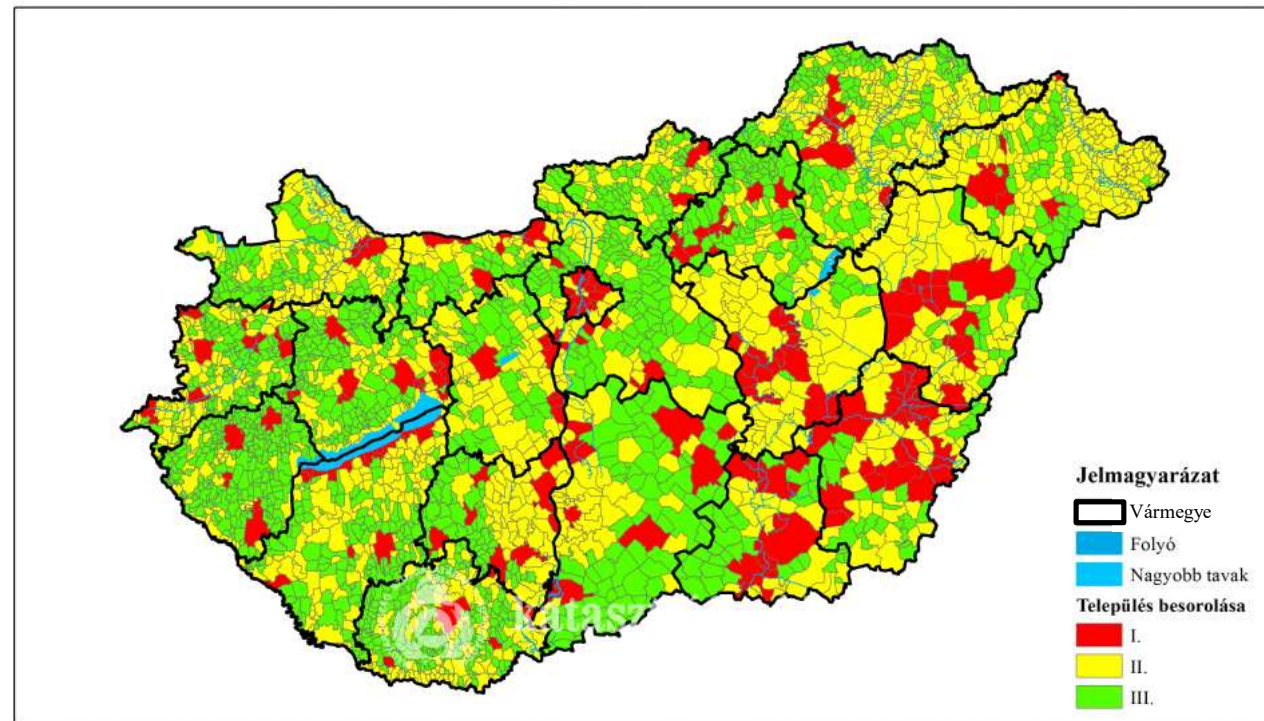 Jelmagyarázat
Vármegye
Folyó
Nagyobb tavak
Település besorolása
I.
II.
III.